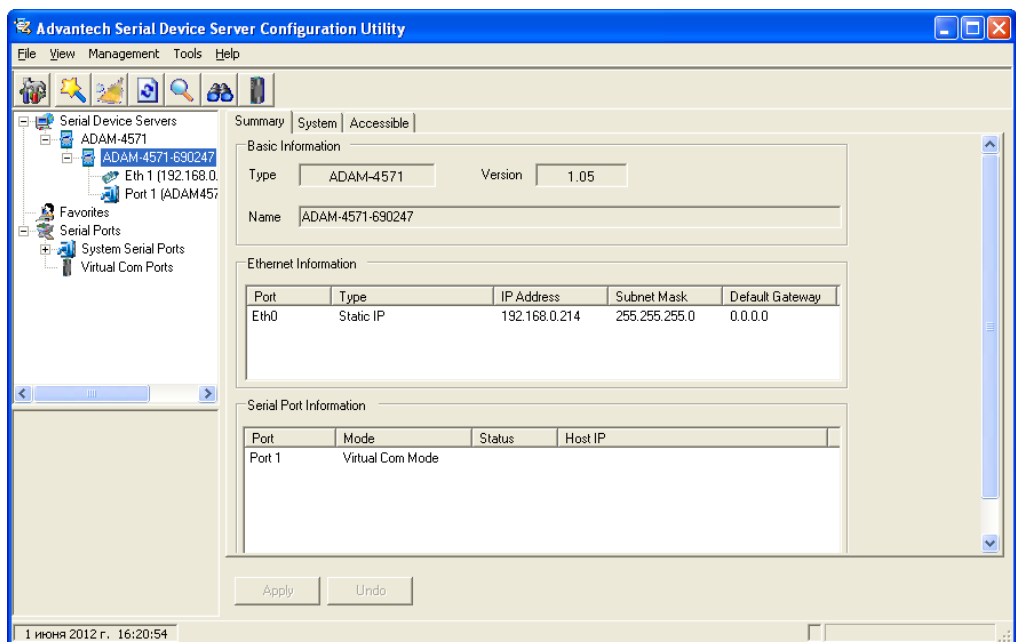 Advantech Serial Device Server Configuration Utility
File View Management Tools Help
Serial Device Servers
ADAM-4571
ADAM-4571-690247
Eth 1 (192.168.0.
Port 1 (ADAM457
Favorites
Serial Ports
System Serial Ports
Virtual Com Ports
Summary System Accessible
Basic Information
Type ADAM-4571 Version 1.05
Name ADAM-4571-690247
Ethernet Information
Port Type IP Address Subnet Mask Default Gateway
Eth0 Static IP 192.168.0.214 255.255.255.0 0.0.0.0
Serial Port Information
Port Mode Status Host IP
Port 1 Virtual Com Mode
Apply Undo
1 июня 2012 г. 16:20:54